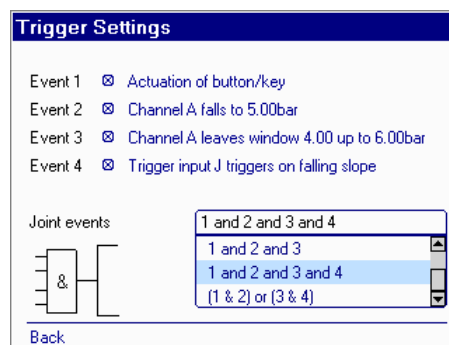 Trigger Settings
Event 1 Actuation of button/key
Event 2 Channel A falls to 5.00bar
Event 3 Channel A leaves window 4.00 up to 6.00bar
Event 4 Trigger input J triggers on falling slope
Joint events 1 and 2 and 3 and 4
1 and 2 and 3
1 and 2 and 3 and 4
(1 & 2) or (3 & 4)
&
Back